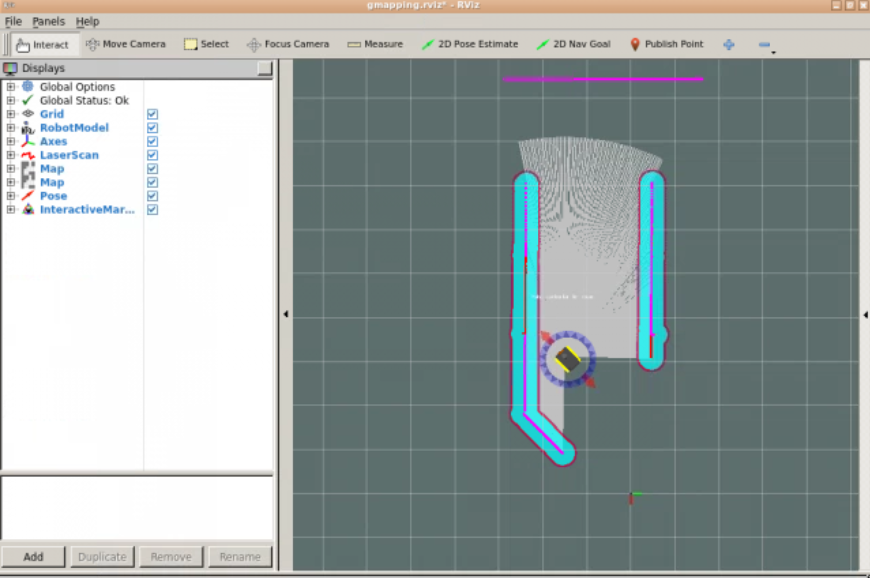 gmapping.rviz* - RViz
File Panels Help
Interact Move Camera Select Focus Camera Measure 2D Pose Estimate 2D Nav Goal Publish Point
Displays
Global Options
Global Status: Ok
Grid
RobotModel
Axes
LaserScan
Map
Map
Pose
InteractiveMar...
Add Duplicate Remove Rename